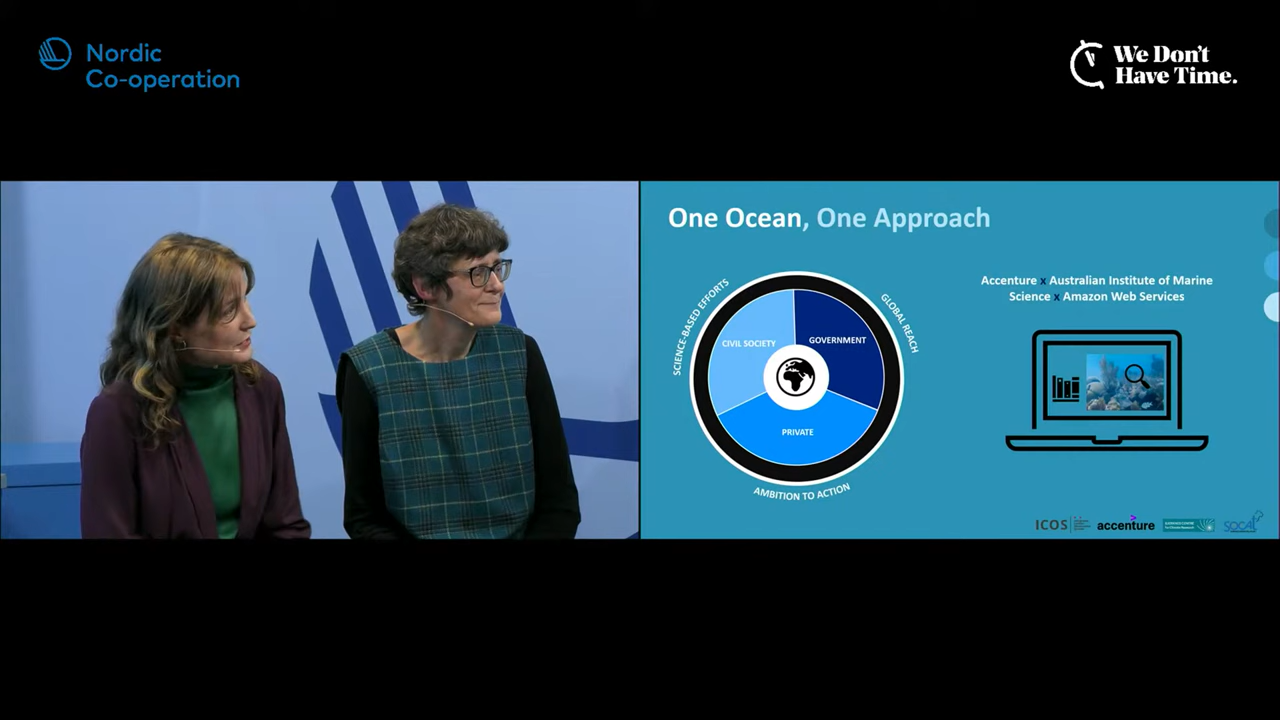 Nordic
Co-operation
We Don't
Have Time.
One Ocean, One Approach
SCIENCE-BASED EFFORTS
GLOBAL REACH
CIVIL SOCIETY
GOVERNMENT
PRIVATE
AMBITION TO ACTION
Accenture x Australian Institute of Marine
Science x Amazon Web Services
ICOS
accenture
SOCAT